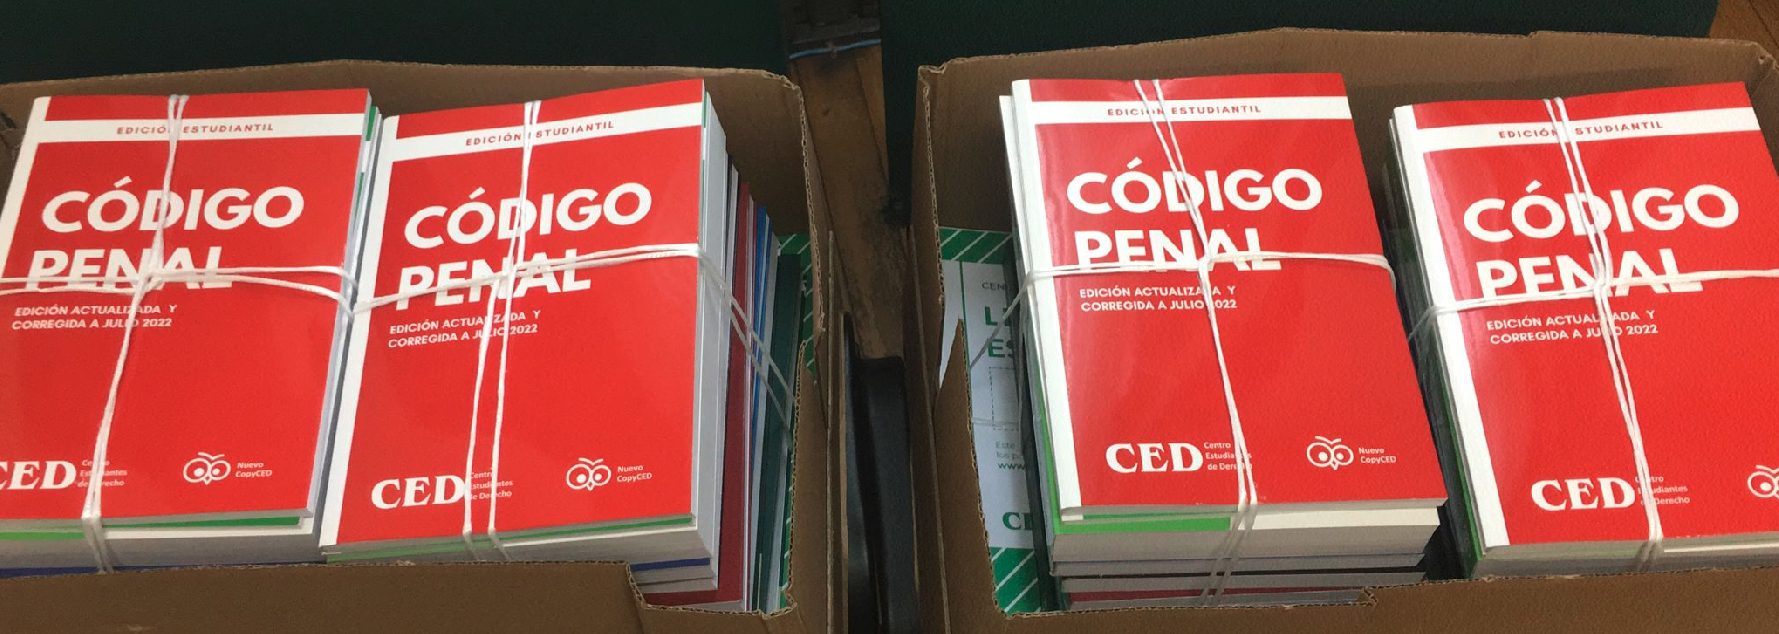 EDICIÓN ESTUDIANTIL
CÓDIGO
PENAL
EDICIÓN ACTUALIZADA Y
CORREGIDA A JULIO 2022
CED
Centro
Estudiantes
de Derecho
Nuevo
CopyCED
EDICIÓN ESTUDIANTIL
CÓDIGO
PENAL
EDICIÓN ACTUALIZADA Y
CORREGIDA A JULIO 2022
CED
Centro
Estudiantes
de Derecho
Nuevo
CopyCED
EDICIÓN ESTUDIANTIL
CÓDIGO
PENAL
EDICIÓN ACTUALIZADA Y
CORREGIDA A JULIO 2022
CED
Centro
Estudiantes
de Derecho
Nuevo
CopyCED
EDICIÓN ESTUDIANTIL
CÓDIGO
PENAL
EDICIÓN ACTUALIZADA Y
CORREGIDA A JULIO 2022
CED
Centro
Estudiantes
de Derecho